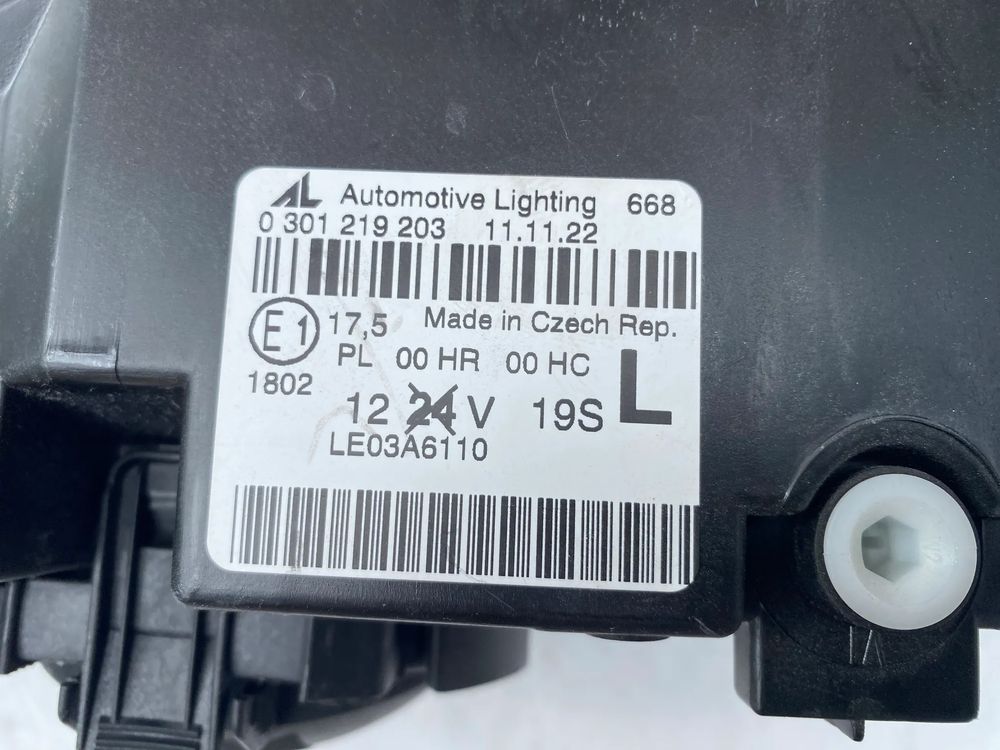 AL Automotive Lighting 668
0 301 219 203 11.11.22
E1 17,5 Made in Czech Rep.
PL 00 HR 00 HC L
1802
12 24 V 19S
LE03A6110